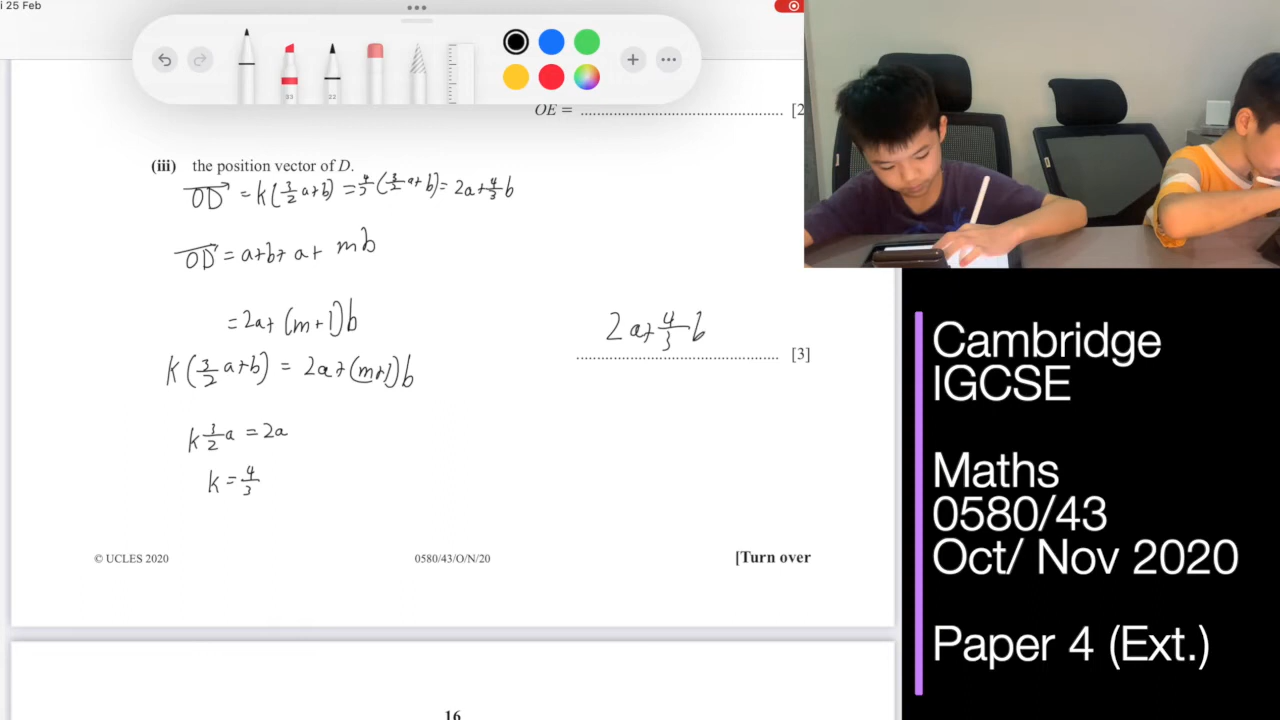 i 25 Feb
93
22
OE = ................................................ [2
(iii) the position vector of D.
OD = k(3/2 a+b) = 4/3(3/2 a+b) = 2a+4/3 b
OD = a+b+a+ mb
= 2a+(m+1)b
2a+4/3 b
................................................ [3]
k(3/2 a+b) = 2a+(m+1)b
k 3/2 a = 2a
k = 4/3
© UCLES 2020
0580/43/O/N/20
[Turn over
16
Cambridge
IGCSE
Maths
0580/43
Oct/ Nov 2020
Paper 4 (Ext.)